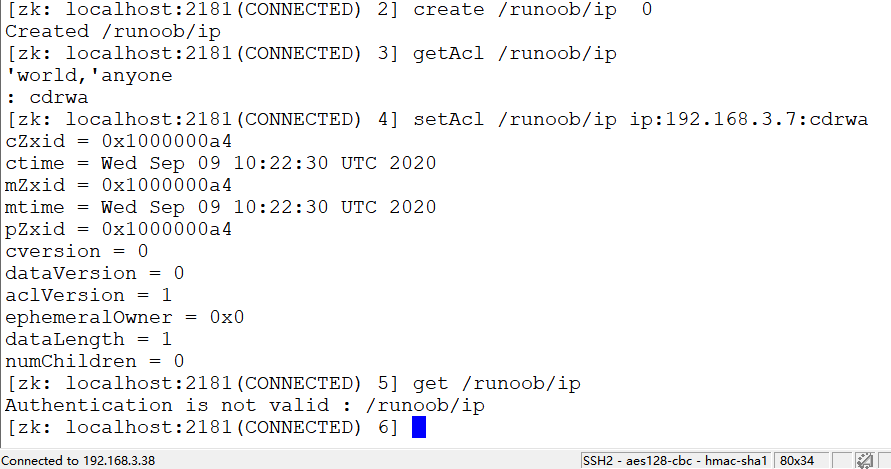 [zk: localhost:2181(CONNECTED) 2] create /runoob/ip  0
Created /runoob/ip
[zk: localhost:2181(CONNECTED) 3] getAcl /runoob/ip
'world,'anyone
: cdrwa
[zk: localhost:2181(CONNECTED) 4] setAcl /runoob/ip ip:192.168.3.7:cdrwa
cZxid = 0x1000000a4
ctime = Wed Sep 09 10:22:30 UTC 2020
mZxid = 0x1000000a4
mtime = Wed Sep 09 10:22:30 UTC 2020
pZxid = 0x1000000a4
cversion = 0
dataVersion = 0
aclVersion = 1
ephemeralOwner = 0x0
dataLength = 1
numChildren = 0
[zk: localhost:2181(CONNECTED) 5] get /runoob/ip
Authentication is not valid : /runoob/ip
[zk: localhost:2181(CONNECTED) 6]
Connected to 192.168.3.38 SSH2 - aes128-cbc - hmac-sha1 80x34